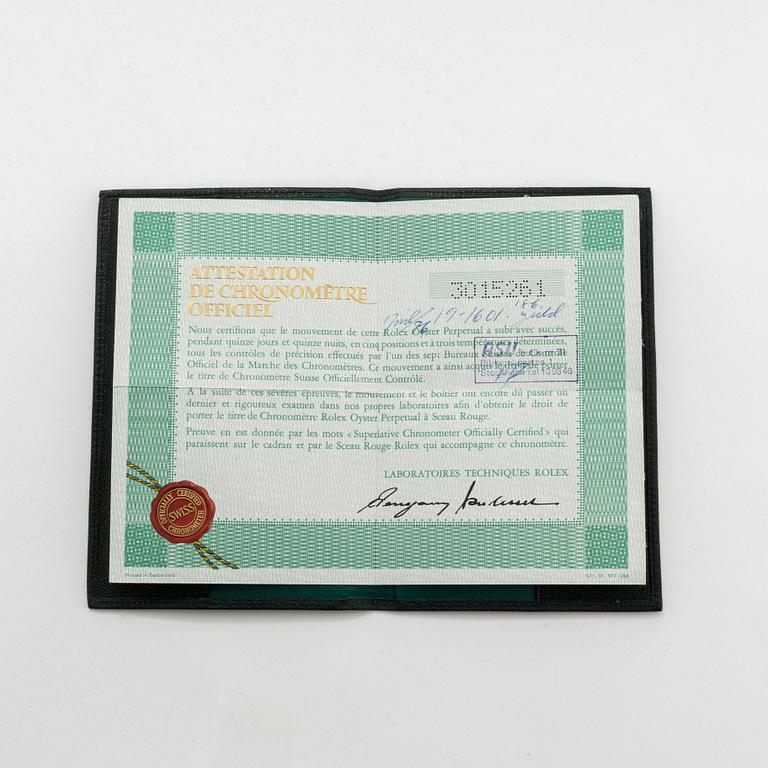 ATTESTATION
DE CHRONOMÈTRE
OFFICIEL
3015261
17-1601. guld
Nous certifions que le mouvement de cette Rolex Oyster Perpetual a subi avec succès,
pendant quinze jours et quinze nuits, en cinq positions et à trois températures déterminées,
tous les contrôles de précision effectués par l'un des sept Bureaux Suisses de Contrôle
Officiel de la Marche des Chronomètres. Ce mouvement a ainsi acquis le droit de porter
le titre de Chronomètre Suisse Officiellement Contrôlé.
A la suite de ces sévères épreuves, le mouvement et le boîtier ont encore dû passer un
dernier et rigoureux examen dans nos propres laboratoires afin d'obtenir le droit de
porter le titre de Chronomètre Rolex Oyster Perpetual à Sceau Rouge.
Preuve en est donnée par les mots «Superlative Chronometer Officially Certified» qui
paraissent sur le cadran et par le Sceau Rouge Rolex qui accompagne ce chronomètre.
LABORATOIRES TECHNIQUES ROLEX
OFFICIALLY CERTIFIED
SWISS
CHRONOMETER
Printed in Switzerland